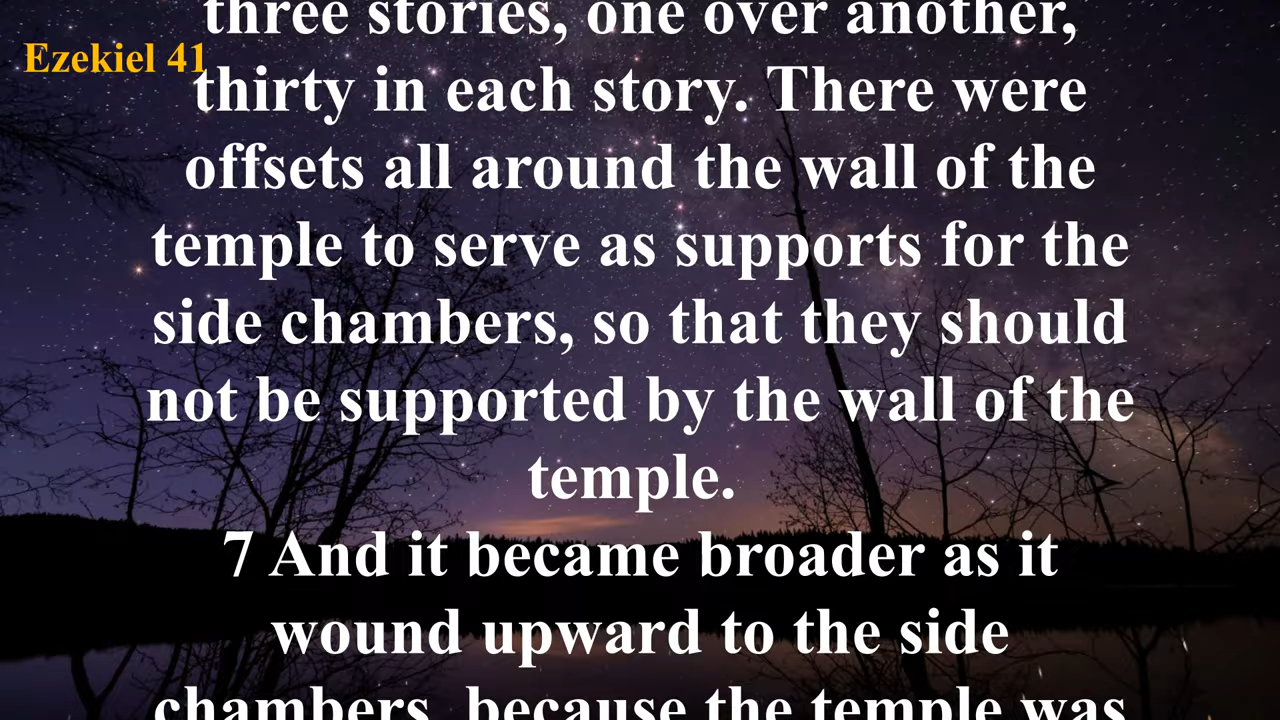 three stories, one over another,
Ezekiel 41
thirty in each story. There were
offsets all around the wall of the
temple to serve as supports for the
side chambers, so that they should
not be supported by the wall of the
temple.
7 And it became broader as it
wound upward to the side
chambers, because the temple was